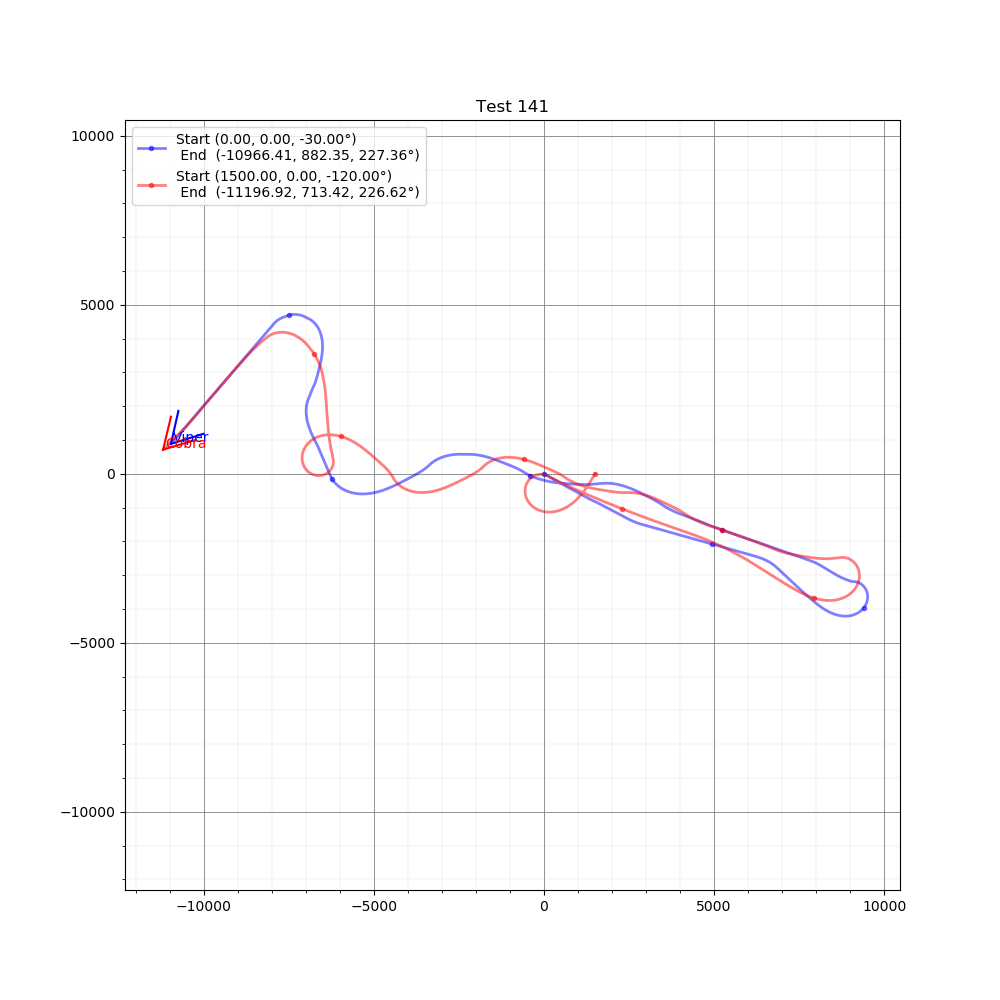 Test 141
Start (0.00, 0.00, -30.00°)
End  (-10966.41, 882.35, 227.36°)
Start (1500.00, 0.00, -120.00°)
End  (-11196.92, 713.42, 226.62°)
10000
5000
0
−5000
−10000
Viper
Cobra
−10000
−5000
0
5000
10000